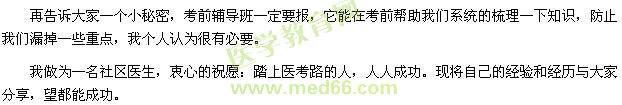 再告诉大家一个小秘密，考前辅导班一定要报，它能在考前帮助我们系统的梳理一下知识，防止
我们漏掉一些重点，我个人认为很有必要。
医学教育网
我做为一名社区医生，衷心的祝愿：踏上医考路的人，人人成功。现将自己的经验和经历与大家
www.med66.com
分享，望都能成功。